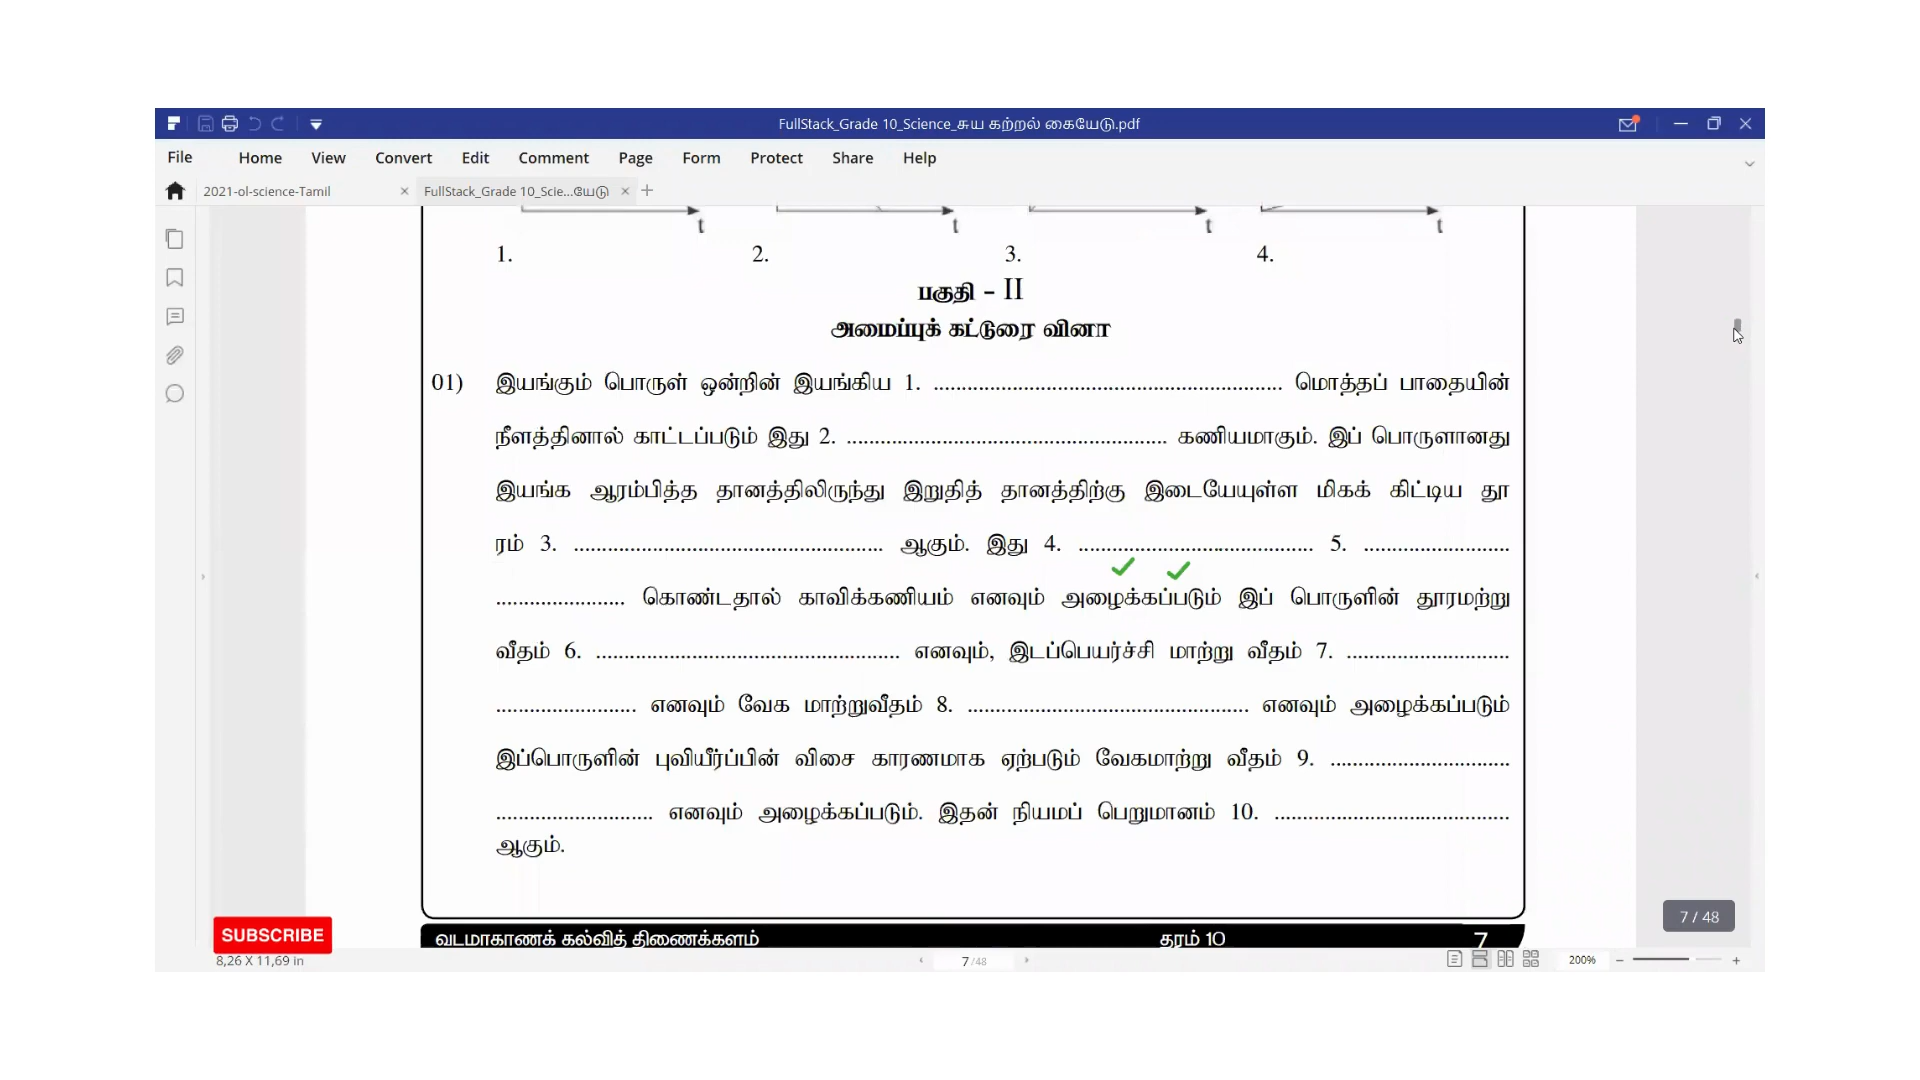 FullStack_Grade 10_Science_சுய கற்றல் கையேடு.pdf
File Home View Convert Edit Comment Page Form Protect Share Help
2021-ol-science-Tamil × FullStack_Grade 10_Scie...யேடு × +
t t t t
1. 2. 3. 4.
பகுதி – II
அமைப்புக் கட்டுரை வினா
01) இயங்கும் பொருள் ஒன்றின் இயங்கிய 1. .............................................................. மொத்தப் பாதையின்
நீளத்தினால் காட்டப்படும் இது 2. ......................................................... கணியமாகும். இப் பொருளானது
இயங்க ஆரம்பித்த தானத்திலிருந்து இறுதித் தானத்திற்கு இடையேயுள்ள மிகக் கிட்டிய தூ
ரம் 3. ....................................................... ஆகும். இது 4. .......................................... 5. ..........................
....................... கொண்டதால் காவிக்கணியம் எனவும் அழைக்கப்படும் இப் பொருளின் தூரமற்று
வீதம் 6. ...................................................... எனவும், இடப்பெயர்ச்சி மாற்று வீதம் 7. .............................
......................... எனவும் வேக மாற்றுவீதம் 8. .................................................. எனவும் அழைக்கப்படும்
இப்பொருளின் புவியீர்ப்பின் விசை காரணமாக ஏற்படும் வேகமாற்று வீதம் 9. ................................
............................ எனவும் அழைக்கப்படும். இதன் நியமப் பெறுமானம் 10. ..........................................
ஆகும்.
வடமாகாணக் கல்வித் திணைக்களம் தரம் 10 7
7 / 48
SUBSCRIBE
8,26 X 11,69 in 7 /48 200%